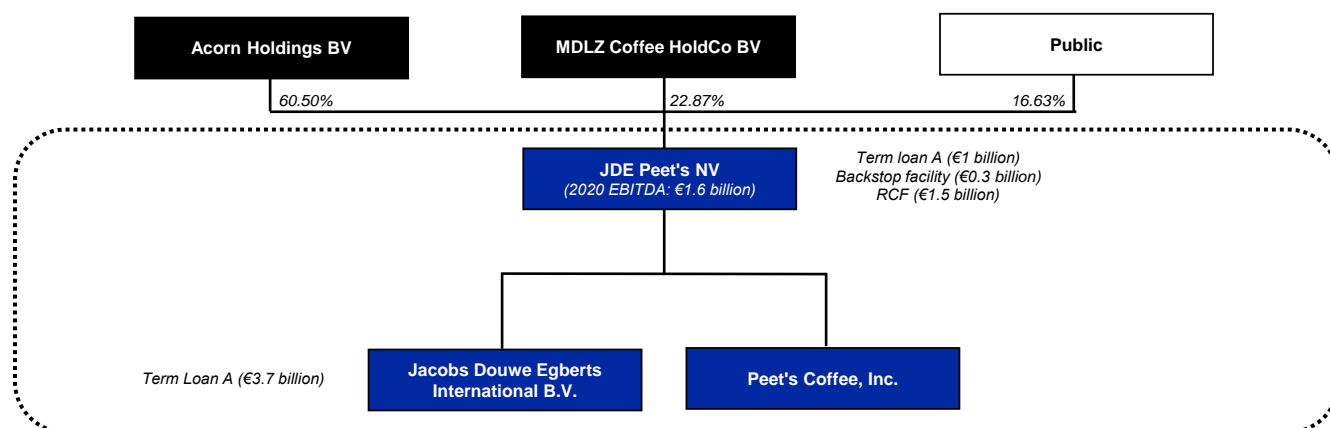 Acorn Holdings BV
MDLZ Coffee HoldCo BV
Public
60.50%
22.87%
16.63%
JDE Peet's NV
(2020 EBITDA: €1.6 billion)
Term loan A (€1 billion)
Backstop facility (€0.3 billion)
RCF (€1.5 billion)
Term Loan A (€3.7 billion)
Jacobs Douwe Egberts
International B.V.
Peet's Coffee, Inc.